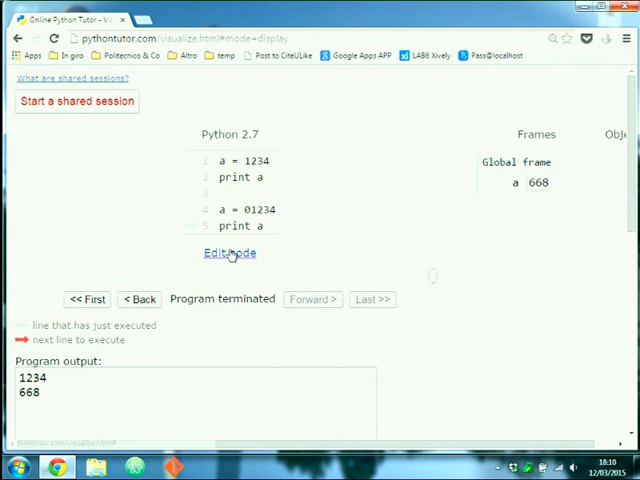 Online Python Tutor - Vi
pythontutor.com/visualize.html#mode=display
Apps In giro Politecnico & Co Altro temp Post to CiteULike Google Apps APP LAB6.Xively Pass@localhost
What are shared sessions?
Start a shared session
Python 2.7
Frames
Obje
1 a = 1234
2 print a
3
4 a = 01234
5 print a
Global frame
a 668
Edit code
<< First
< Back
Program terminated
Forward >
Last >>
line that has just executed
next line to execute
Program output:
1234
668
18:10
12/03/2015